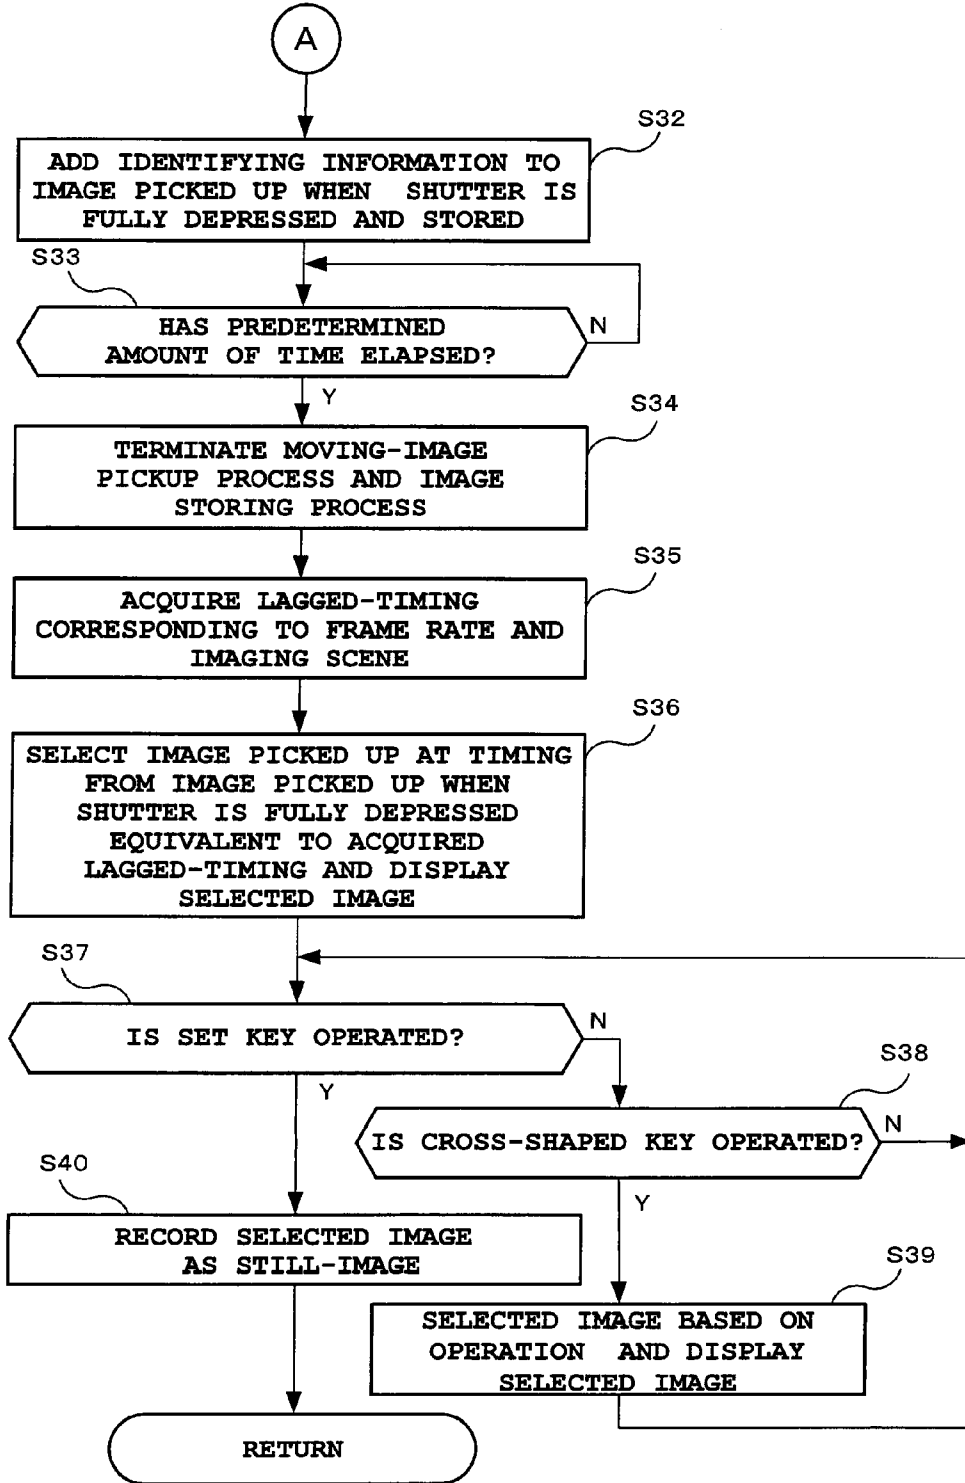 A
S32
ADD IDENTIFYING INFORMATION TO
IMAGE PICKED UP WHEN SHUTTER IS
FULLY DEPRESSED AND STORED
S33
HAS PREDETERMINED
AMOUNT OF TIME ELAPSED?
N
Y
S34
TERMINATE MOVING-IMAGE
PICKUP PROCESS AND IMAGE
STORING PROCESS
S35
ACQUIRE LAGGED-TIMING
CORRESPONDING TO FRAME RATE AND
IMAGING SCENE
S36
SELECT IMAGE PICKED UP AT TIMING
FROM IMAGE PICKED UP WHEN
SHUTTER IS FULLY DEPRESSED
EQUIVALENT TO ACQUIRED
LAGGED-TIMING AND DISPLAY
SELECTED IMAGE
S37
IS SET KEY OPERATED?
N
Y
S38
IS CROSS-SHAPED KEY OPERATED?
N
Y
S40
RECORD SELECTED IMAGE
AS STILL-IMAGE
S39
SELECTED IMAGE BASED ON
OPERATION AND DISPLAY
SELECTED IMAGE
RETURN